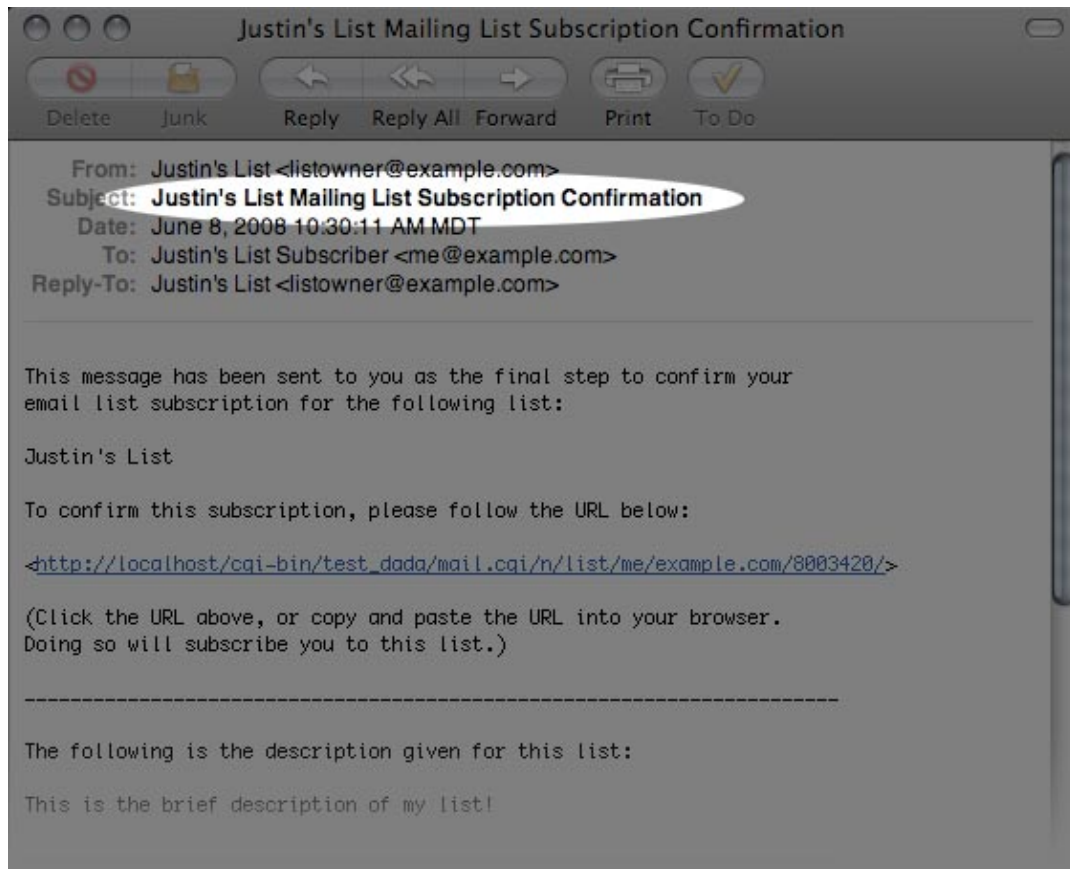 Justin's List Mailing List Subscription Confirmation
Delete Junk Reply Reply All Forward Print To Do
From: Justin's List <listowner@example.com>
Subject: Justin's List Mailing List Subscription Confirmation
Date: June 8, 2008 10:30:11 AM MDT
To: Justin's List Subscriber <me@example.com>
Reply-To: Justin's List <listowner@example.com>
This message has been sent to you as the final step to confirm your
email list subscription for the following list:
Justin's List
To confirm this subscription, please follow the URL below:
<http://localhost/cgi-bin/test_dada/mail.cgi/n/list/me/example.com/8003420/>
(Click the URL above, or copy and paste the URL into your browser.
Doing so will subscribe you to this list.)
------------------------------------------------------------------------
The following is the description given for this list:
This is the brief description of my list!